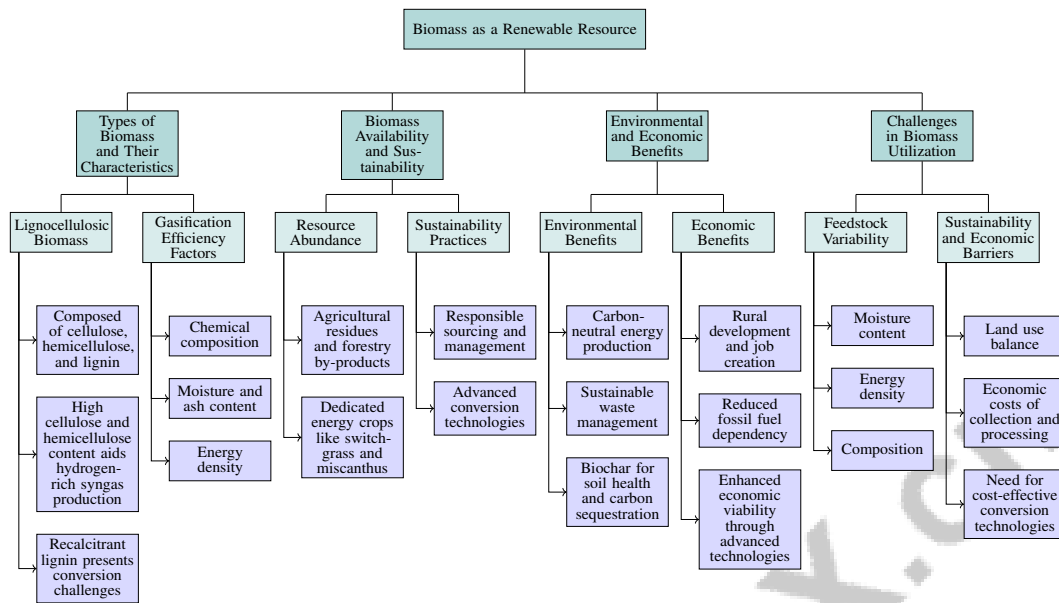 Biomass as a Renewable Resource
Types of
Biomass
and Their
Characteristics
Biomass
Availability
and Sus-
tainability
Environmental
and Economic
Benefits
Challenges
in Biomass
Utilization
Lignocellulosic
Biomass
Gasification
Efficiency
Factors
Resource
Abundance
Sustainability
Practices
Environmental
Benefits
Economic
Benefits
Feedstock
Variability
Sustainability
and Economic
Barriers
Composed
of cellulose,
hemicellulose,
and lignin
High
cellulose and
hemicellulose
content aids
hydrogen-
rich syngas
production
Recalcitrant
lignin presents
conversion
challenges
Chemical
composition
Moisture and
ash content
Energy
density
Agricultural
residues
and forestry
by-products
Dedicated
energy crops
like switch-
grass and
miscanthus
Responsible
sourcing and
management
Advanced
conversion
technologies
Carbon-
neutral energy
production
Sustainable
waste
management
Biochar for
soil health
and carbon
sequestration
Rural
development
and job
creation
Reduced
fossil fuel
dependency
Enhanced
economic
viability
through
advanced
technologies
Moisture
content
Energy
density
Composition
Land use
balance
Economic
costs of
collection and
processing
Need for
cost-effective
conversion
technologies